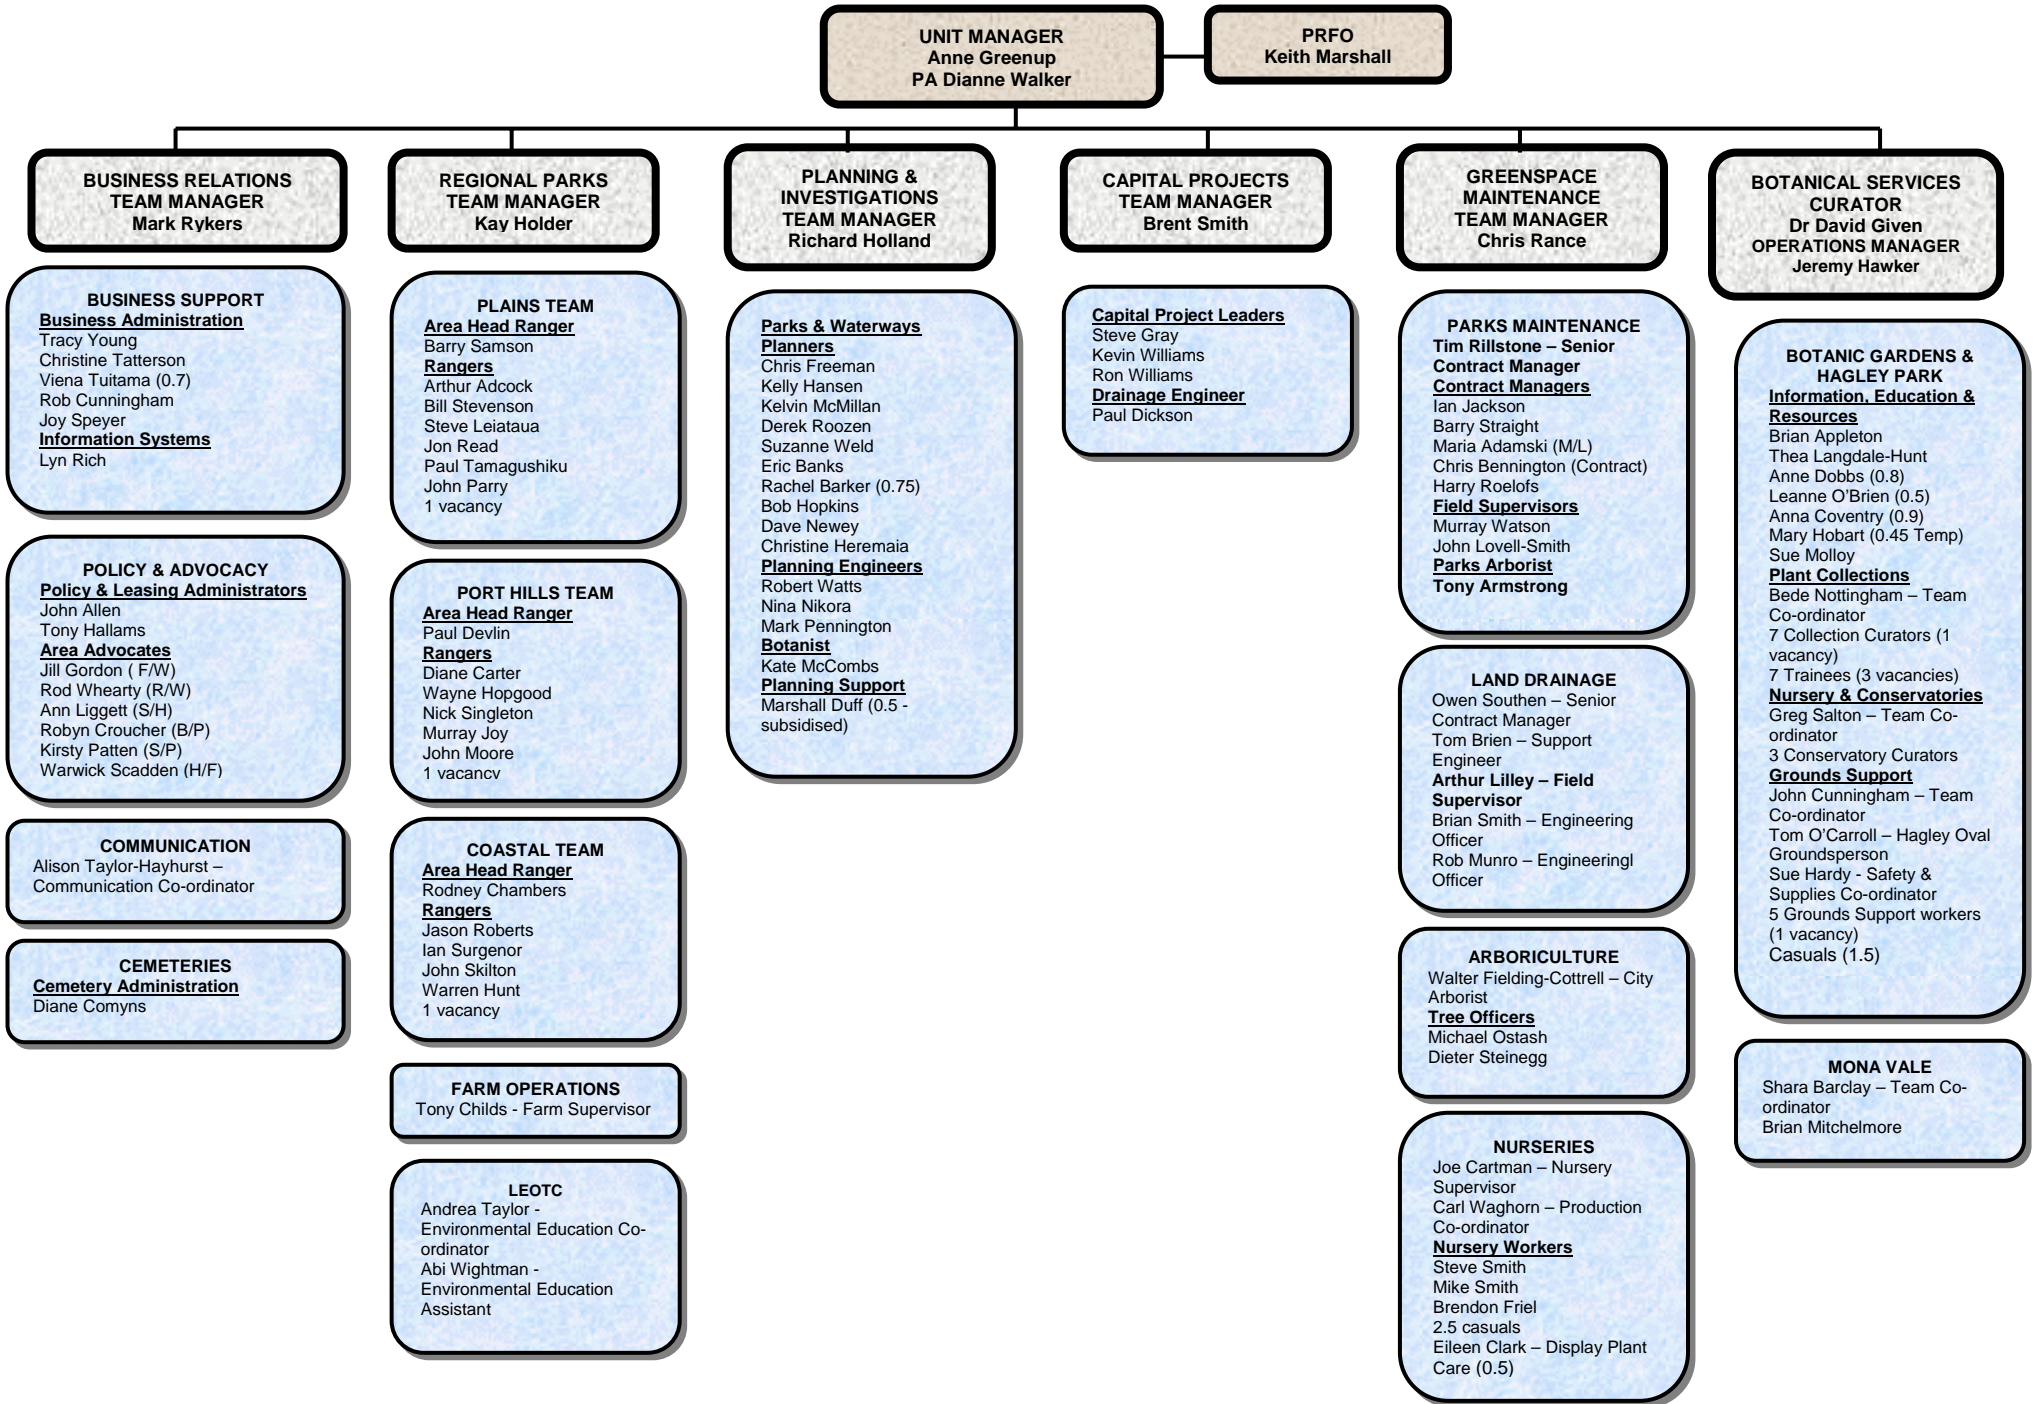 UNIT MANAGER
Anne Greenup
PA Dianne Walker
PRFO
Keith Marshall
BUSINESS RELATIONS
TEAM MANAGER
Mark Rykers
BUSINESS SUPPORT
Business Administration
Tracy Young
Christine Tatterson
Viena Tuitama (0.7)
Rob Cunningham
Joy Speyer
Information Systems
Lyn Rich
POLICY & ADVOCACY
Policy & Leasing Administrators
John Allen
Tony Hallams
Area Advocates
Jill Gordon ( F/W)
Rod Whearty (R/W)
Ann Liggett (S/H)
Robyn Croucher (B/P)
Kirsty Patten (S/P)
Warwick Scadden (H/F)
COMMUNICATION
Alison Taylor-Hayhurst –
Communication Co-ordinator
CEMETERIES
Cemetery Administration
Diane Comyns
REGIONAL PARKS
TEAM MANAGER
Kay Holder
PLAINS TEAM
Area Head Ranger
Barry Samson
Rangers
Arthur Adcock
Bill Stevenson
Steve Leiataua
Jon Read
Paul Tamagushiku
John Parry
1 vacancy
PORT HILLS TEAM
Area Head Ranger
Paul Devlin
Rangers
Diane Carter
Wayne Hopgood
Nick Singleton
Murray Joy
John Moore
1 vacancy
COASTAL TEAM
Area Head Ranger
Rodney Chambers
Rangers
Jason Roberts
Ian Surgenor
John Skilton
Warren Hunt
1 vacancy
FARM OPERATIONS
Tony Childs - Farm Supervisor
LEOTC
Andrea Taylor -
Environmental Education Co-
ordinator
Abi Wightman -
Environmental Education
Assistant
PLANNING &
INVESTIGATIONS
TEAM MANAGER
Richard Holland
Parks & Waterways
Planners
Chris Freeman
Kelly Hansen
Kelvin McMillan
Derek Roozen
Suzanne Weld
Eric Banks
Rachel Barker (0.75)
Bob Hopkins
Dave Newey
Christine Heremaia
Planning Engineers
Robert Watts
Nina Nikora
Mark Pennington
Botanist
Kate McCombs
Planning Support
Marshall Duff (0.5 -
subsidised)
CAPITAL PROJECTS
TEAM MANAGER
Brent Smith
Capital Project Leaders
Steve Gray
Kevin Williams
Ron Williams
Drainage Engineer
Paul Dickson
GREENSPACE
MAINTENANCE
TEAM MANAGER
Chris Rance
PARKS MAINTENANCE
Tim Rillstone – Senior
Contract Manager
Contract Managers
Ian Jackson
Barry Straight
Maria Adamski (M/L)
Chris Bennington (Contract)
Harry Roelofs
Field Supervisors
Murray Watson
John Lovell-Smith
Parks Arborist
Tony Armstrong
LAND DRAINAGE
Owen Southen – Senior
Contract Manager
Tom Brien – Support
Engineer
Arthur Lilley – Field
Supervisor
Brian Smith – Engineering
Officer
Rob Munro – Engineeringl
Officer
ARBORICULTURE
Walter Fielding-Cottrell – City
Arborist
Tree Officers
Michael Ostash
Dieter Steinegg
NURSERIES
Joe Cartman – Nursery
Supervisor
Carl Waghorn – Production
Co-ordinator
Nursery Workers
Steve Smith
Mike Smith
Brendon Friel
2.5 casuals
Eileen Clark – Display Plant
Care (0.5)
BOTANICAL SERVICES
CURATOR
Dr David Given
OPERATIONS MANAGER
Jeremy Hawker
BOTANIC GARDENS &
HAGLEY PARK
Information, Education &
Resources
Brian Appleton
Thea Langdale-Hunt
Anne Dobbs (0.8)
Leanne O’Brien (0.5)
Anna Coventry (0.9)
Mary Hobart (0.45 Temp)
Sue Molloy
Plant Collections
Bede Nottingham – Team
Co-ordinator
7 Collection Curators (1
vacancy)
7 Trainees (3 vacancies)
Nursery & Conservatories
Greg Salton – Team Co-
ordinator
3 Conservatory Curators
Grounds Support
John Cunningham – Team
Co-ordinator
Tom O’Carroll – Hagley Oval
Groundsperson
Sue Hardy - Safety &
Supplies Co-ordinator
5 Grounds Support workers
(1 vacancy)
Casuals (1.5)
MONA VALE
Shara Barclay – Team Co-
ordinator
Brian Mitchelmore